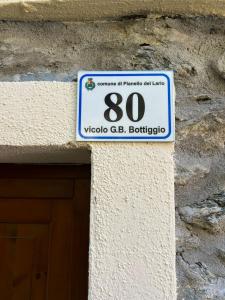 comune di Pianello del Lario
80
vicolo G.B. Bottiggio